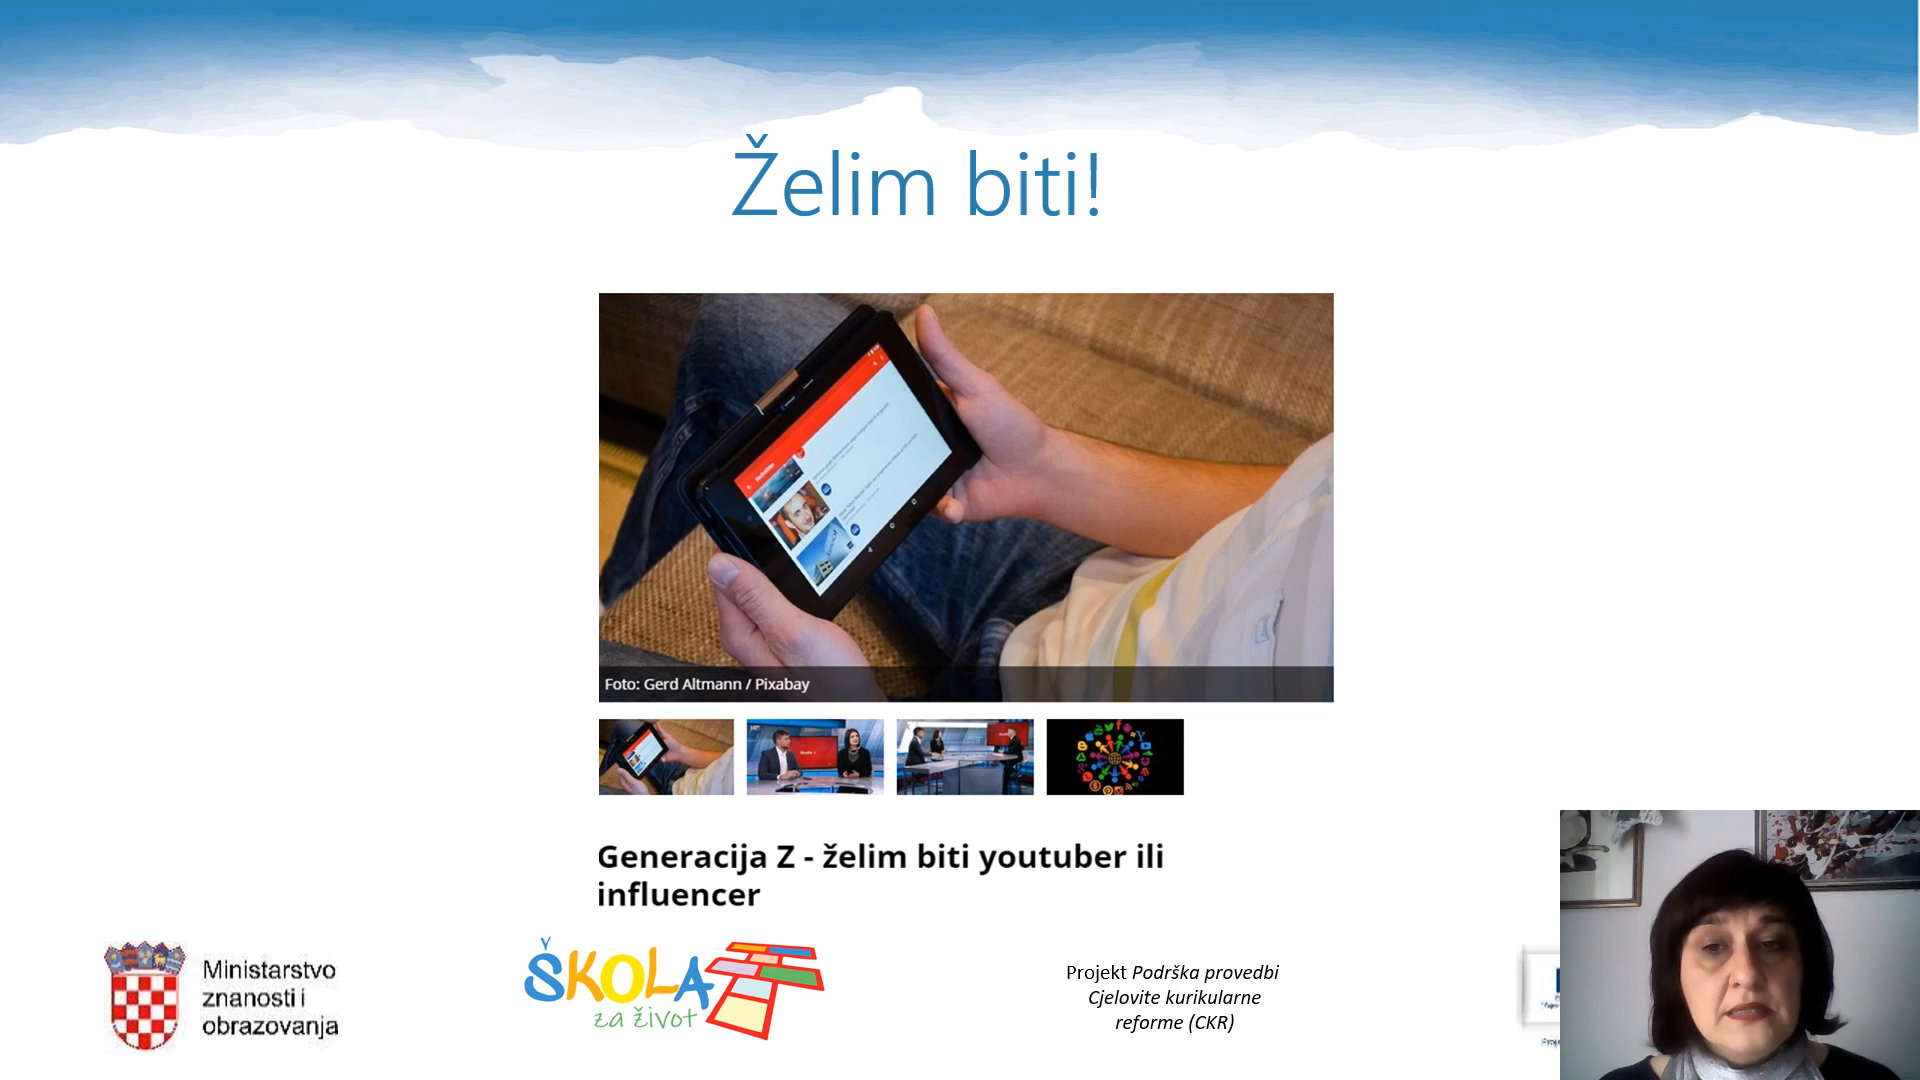 Želim biti!
Foto: Gerd Altmann / Pixabay
Generacija Z - želim biti youtuber ili
influencer
Ministarstvo
znanosti i
obrazovanja
ŠKOLA
za život
Projekt Podrška provedbi
Cjelovite kurikularne
reforme (CKR)